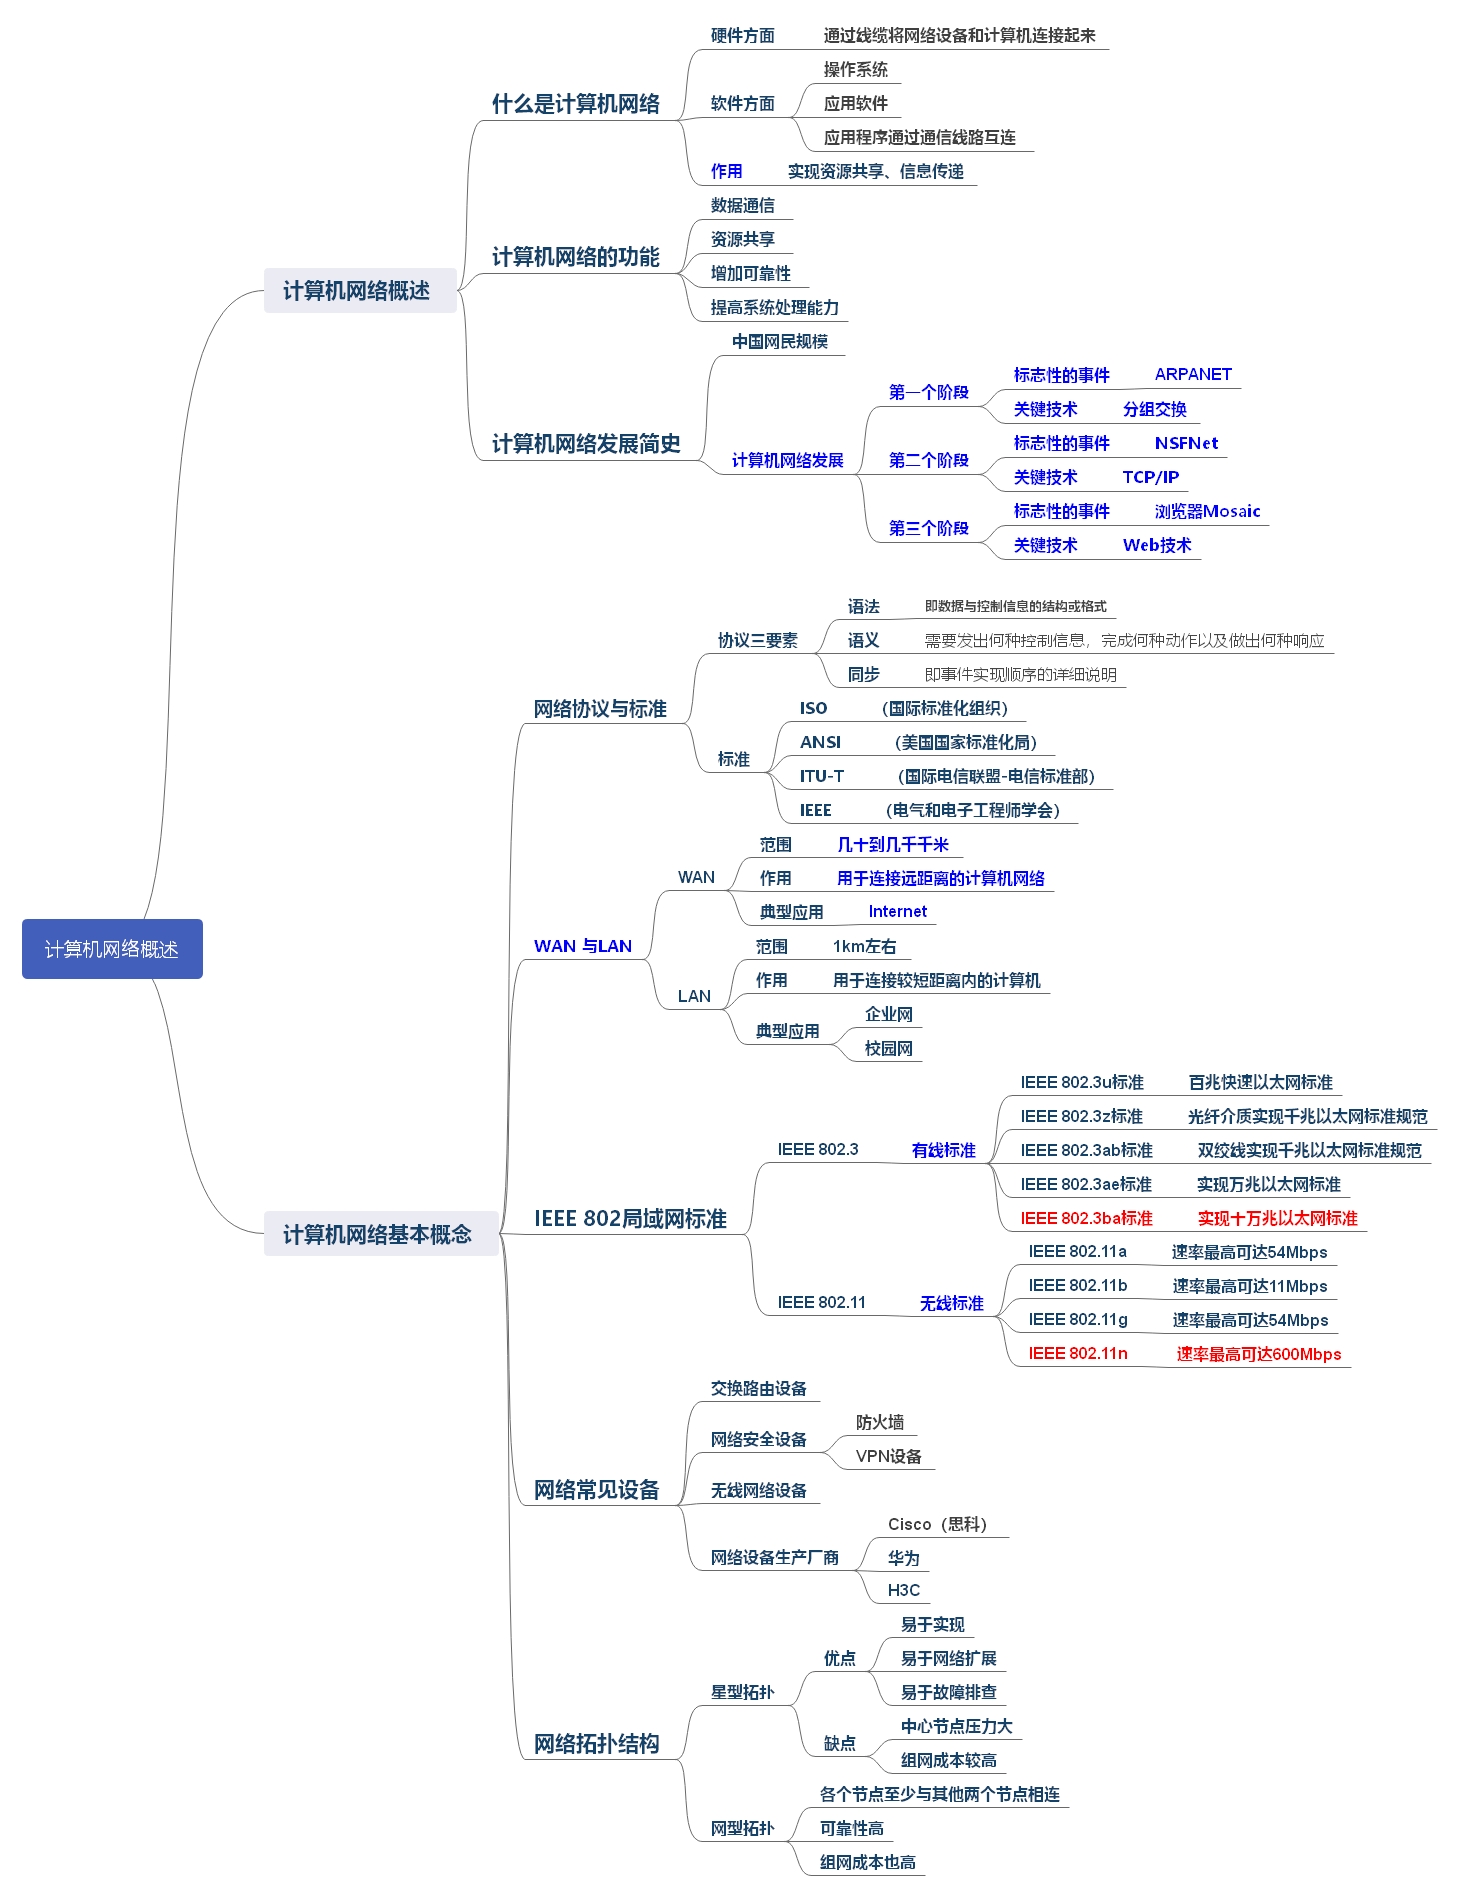 计算机网络概述
计算机网络概述
什么是计算机网络
硬件方面
通过线缆将网络设备和计算机连接起来
软件方面
操作系统
应用软件
应用程序通过通信线路互连
作用
实现资源共享、信息传递
计算机网络的功能
数据通信
资源共享
增加可靠性
提高系统处理能力
计算机网络发展简史
中国网民规模
计算机网络发展
第一个阶段
标志性的事件
ARPANET
关键技术
分组交换
第二个阶段
标志性的事件
NSFNet
关键技术
TCP/IP
第三个阶段
标志性的事件
浏览器Mosaic
关键技术
Web技术
计算机网络基本概念
网络协议与标准
协议三要素
语法
即数据与控制信息的结构或格式
语义
需要发出何种控制信息，完成何种动作以及做出何种响应
同步
即事件实现顺序的详细说明
标准
ISO
（国际标准化组织）
ANSI
（美国国家标准化局）
ITU-T
（国际电信联盟-电信标准部）
IEEE
（电气和电子工程师学会）
WAN 与LAN
WAN
范围
几十到几千千米
作用
用于连接远距离的计算机网络
典型应用
Internet
LAN
范围
1km左右
作用
用于连接较短距离内的计算机
典型应用
企业网
校园网
IEEE 802局域网标准
IEEE 802.3
有线标准
IEEE 802.3u标准
百兆快速以太网标准
IEEE 802.3z标准
光纤介质实现千兆以太网标准规范
IEEE 802.3ab标准
双绞线实现千兆以太网标准规范
IEEE 802.3ae标准
实现万兆以太网标准
IEEE 802.3ba标准
实现十万兆以太网标准
IEEE 802.11
无线标准
IEEE 802.11a
速率最高可达54Mbps
IEEE 802.11b
速率最高可达11Mbps
IEEE 802.11g
速率最高可达54Mbps
IEEE 802.11n
速率最高可达600Mbps
网络常见设备
交换路由设备
网络安全设备
防火墙
VPN设备
无线网络设备
网络设备生产厂商
Cisco（思科）
华为
H3C
网络拓扑结构
星型拓扑
优点
易于实现
易于网络扩展
易于故障排查
缺点
中心节点压力大
组网成本较高
网型拓扑
各个节点至少与其他两个节点相连
可靠性高
组网成本也高